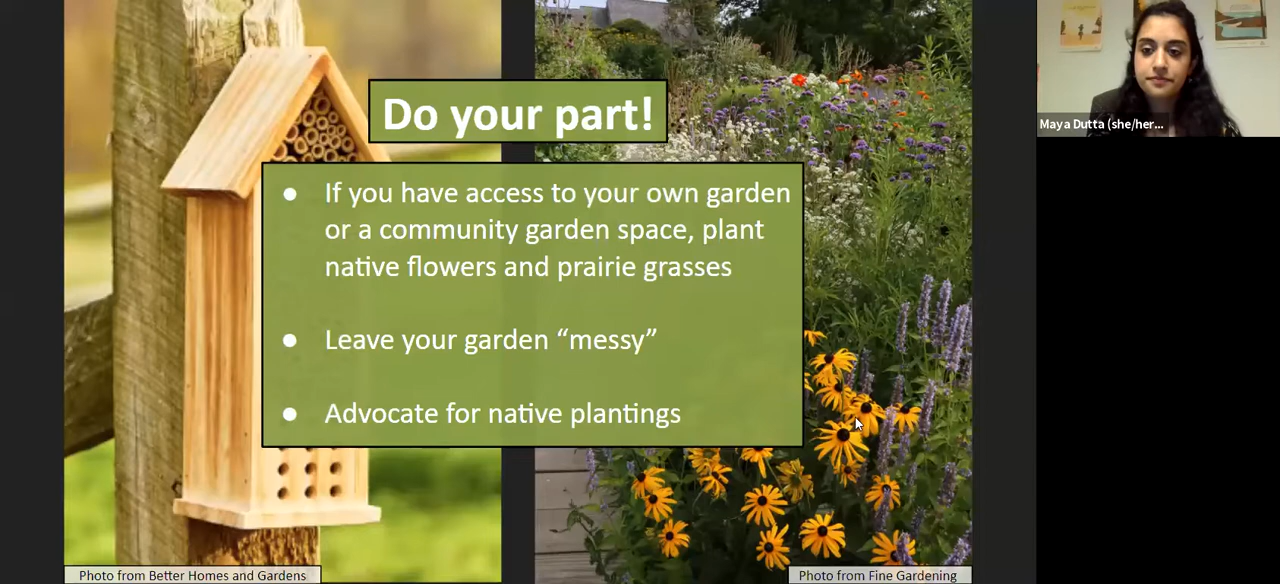 Do your part!
● If you have access to your own garden
or a community garden space, plant
native flowers and prairie grasses
● Leave your garden “messy”
● Advocate for native plantings
Photo from Better Homes and Gardens
Photo from Fine Gardening
Maya Dutta (she/her...